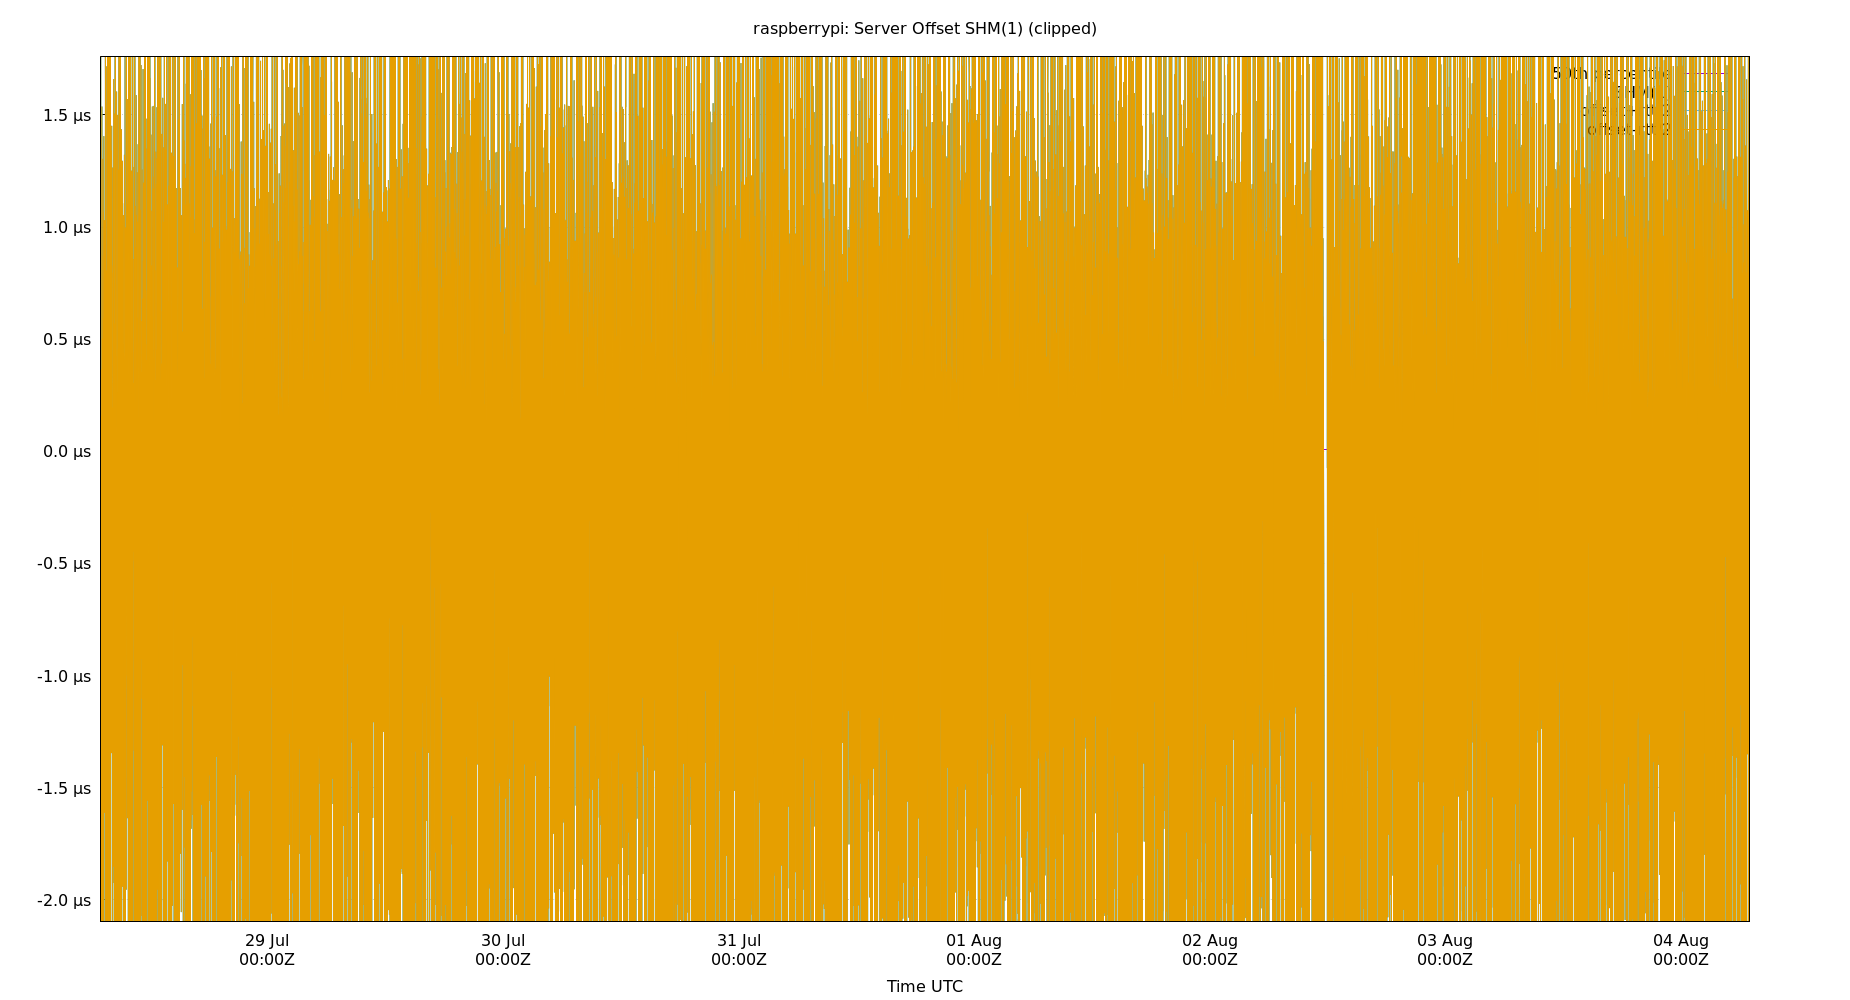 raspberrypi: Server Offset SHM(1) (clipped)
1.5 µs
1.0 µs
0.5 µs
0.0 µs
-0.5 µs
-1.0 µs
-1.5 µs
-2.0 µs
29 Jul
00:00Z
30 Jul
00:00Z
31 Jul
00:00Z
01 Aug
00:00Z
02 Aug
00:00Z
03 Aug
00:00Z
04 Aug
00:00Z
Time UTC